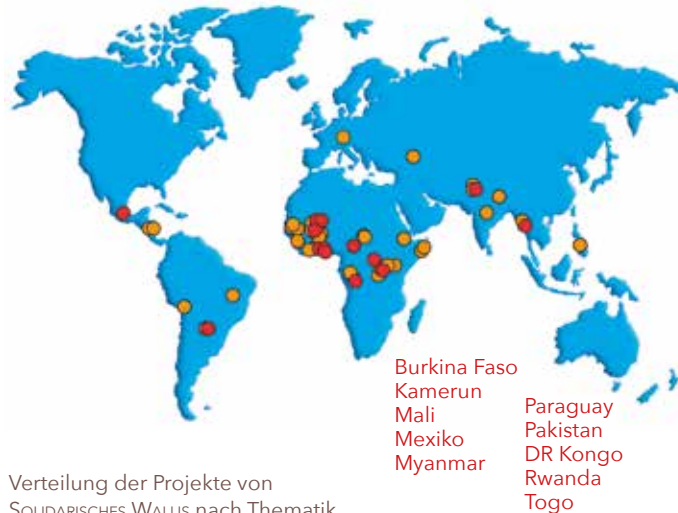 Burkina Faso
Kamerun
Mali
Mexiko
Myanmar
Paraguay
Pakistan
DR Kongo
Rwanda
Togo
Verteilung der Projekte von
SOLIDARISCHES WALLIS nach Thematik